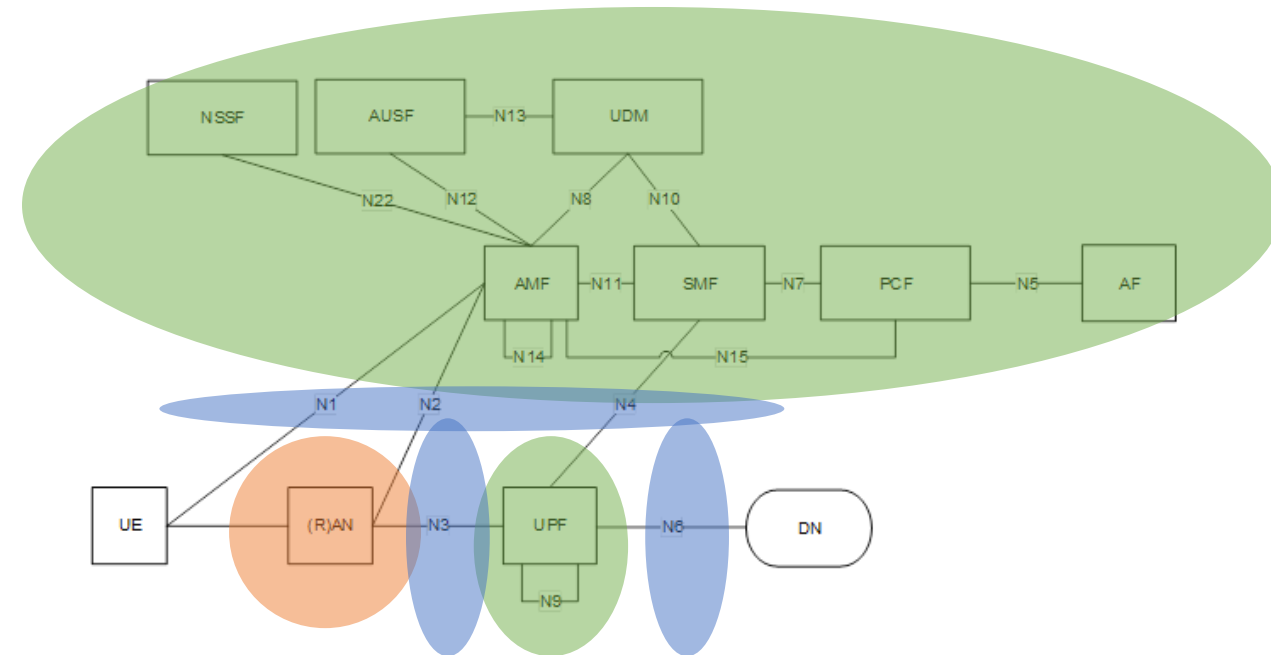 NSSF
AUSF
N13
UDM
N22
N12
N8
N10
AMF
N11
SMF
N7
PCF
N5
AF
N14
N15
N1
N2
N4
UE
(R)AN
N3
UPF
N6
DN
N9